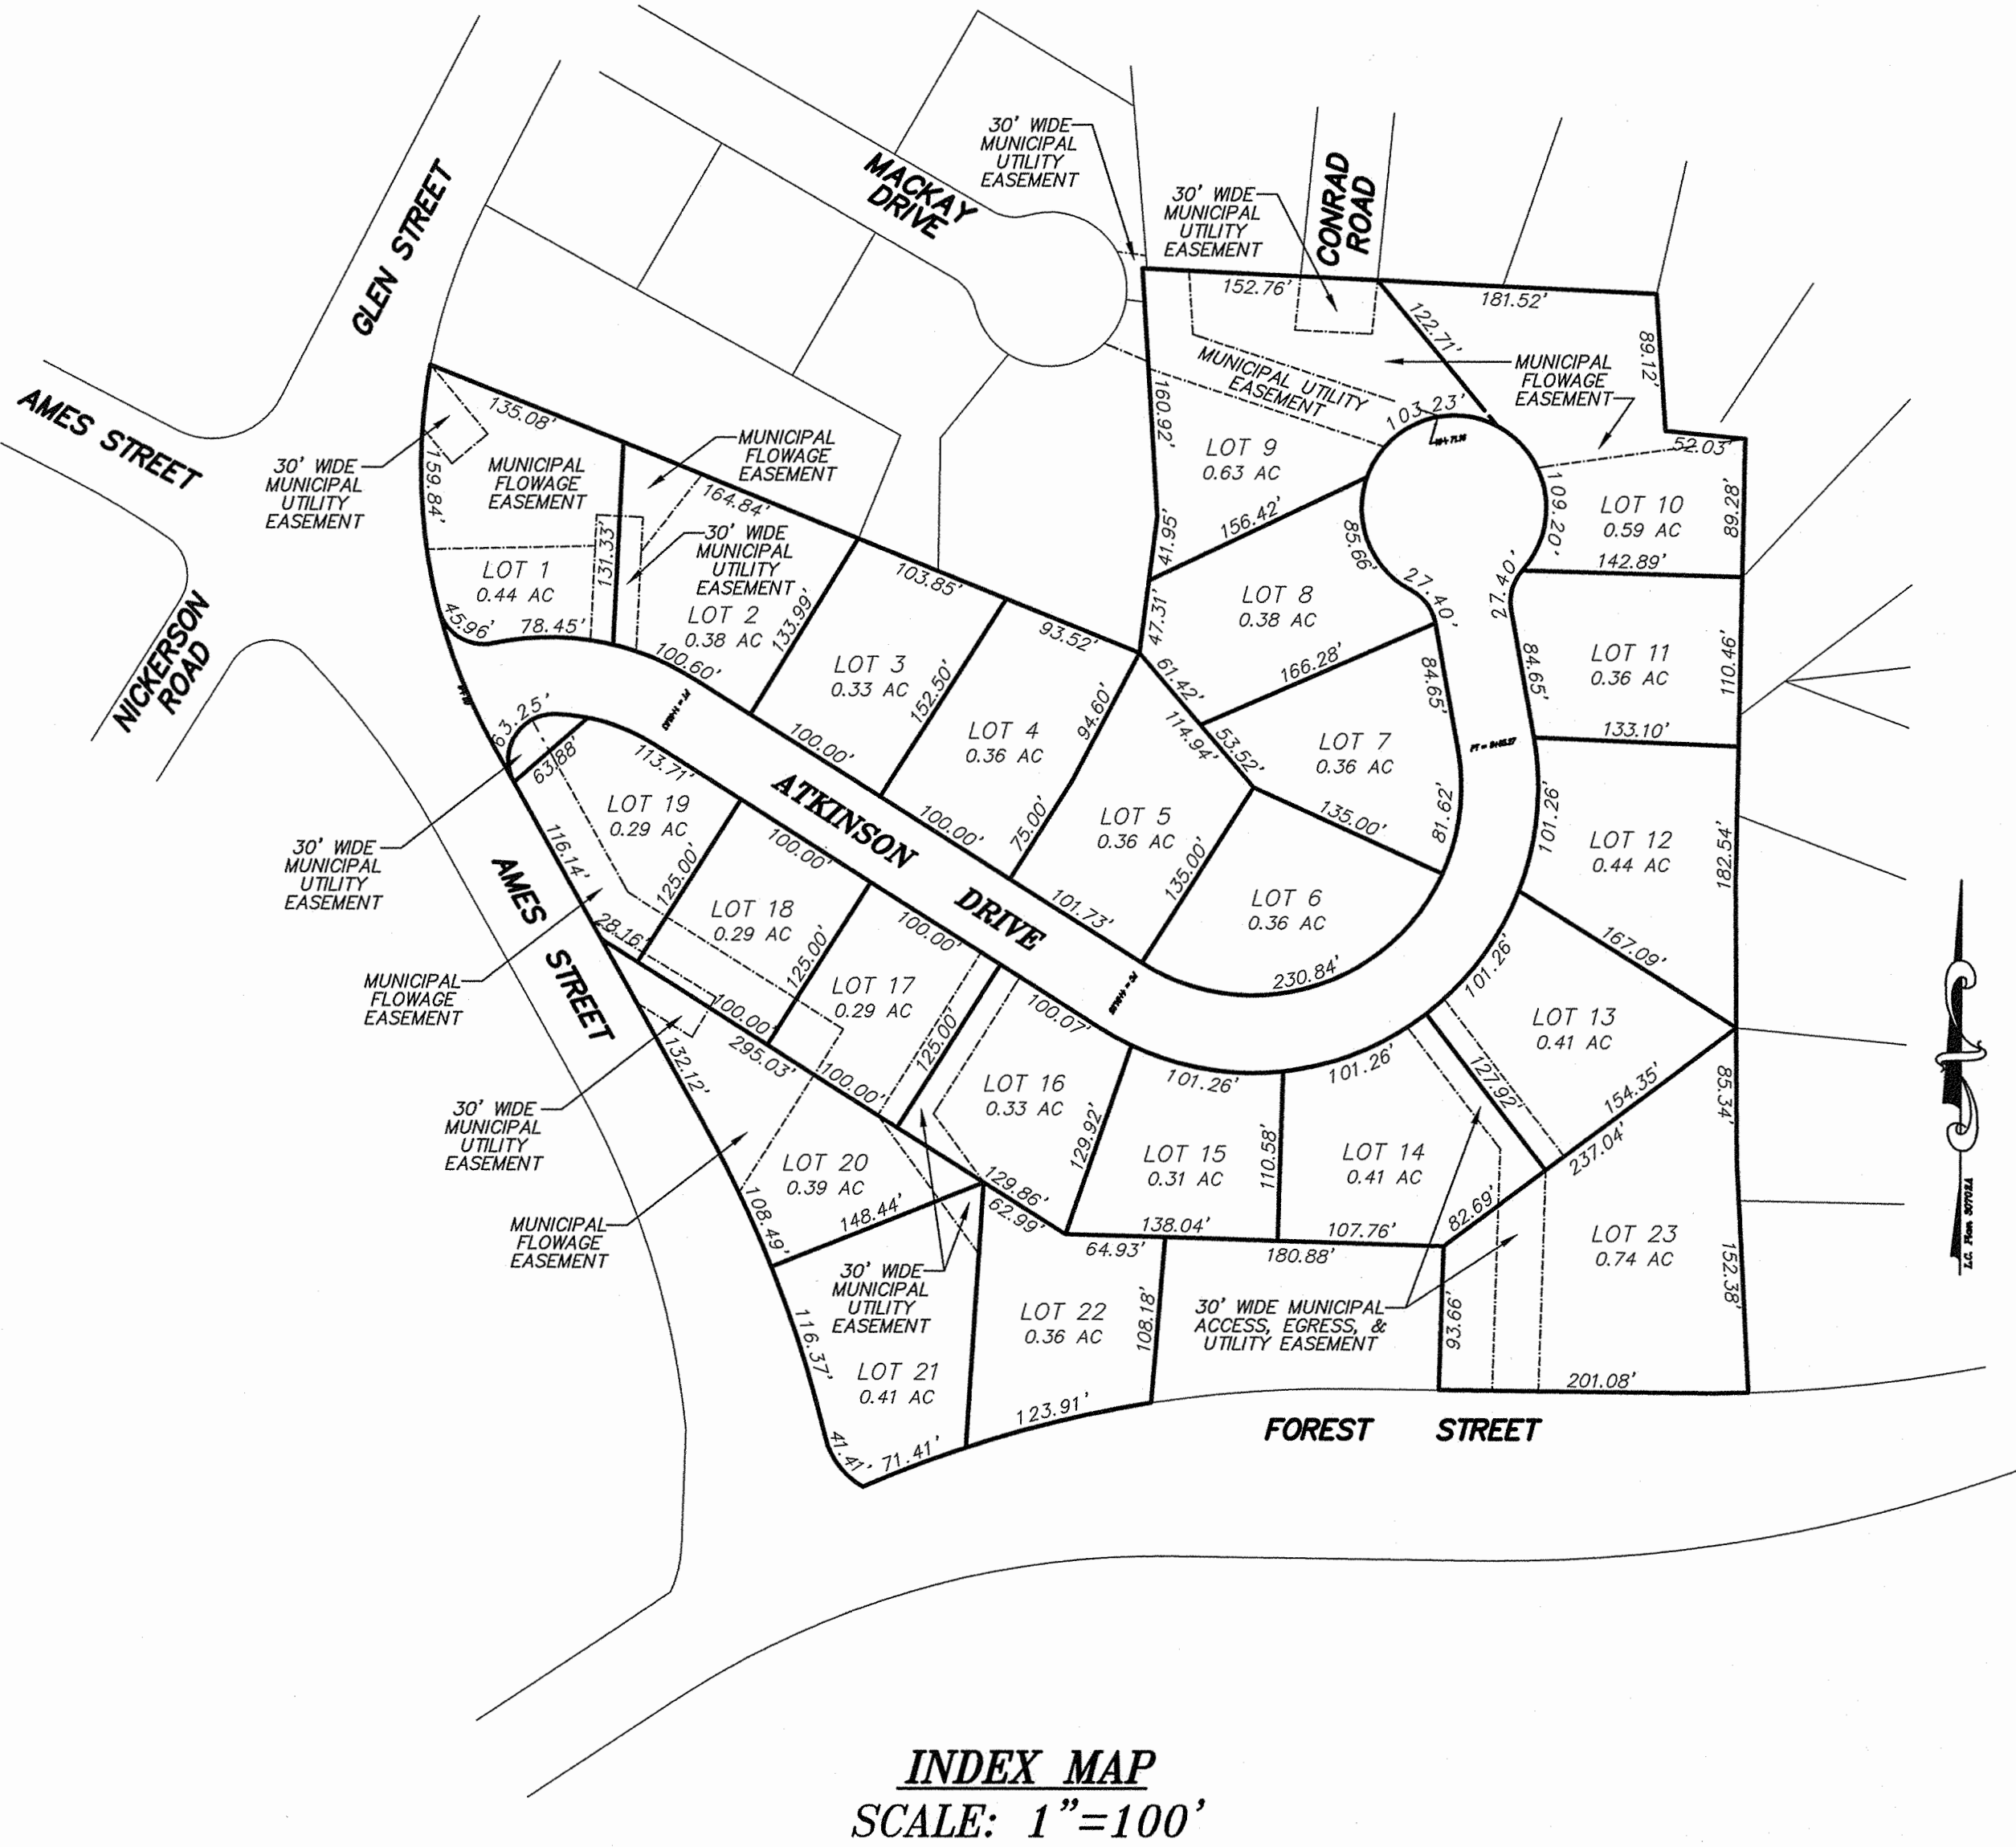 30' WIDE
MUNICIPAL
UTILITY
EASEMENT
MACKAY
DRIVE
30' WIDE
MUNICIPAL
UTILITY
EASEMENT
CONRAD
ROAD
GLEN STREET
152.76'
181.52'
122.71'
89.12'
MUNICIPAL UTILITY
EASEMENT
MUNICIPAL
FLOWAGE
EASEMENT
AMES STREET
135.08'
160.92'
103.23'
52.03'
30' WIDE
MUNICIPAL
UTILITY
EASEMENT
159.84'
MUNICIPAL
FLOWAGE
EASEMENT
MUNICIPAL
FLOWAGE
EASEMENT
164.84'
LOT 9
0.63 AC
LOT 10
0.59 AC
109.20'
89.28'
142.89'
156.42'
41.95'
85.66'
131.33'
30' WIDE
MUNICIPAL
UTILITY
EASEMENT
LOT 1
0.44 AC
45.96'
78.45'
LOT 2
0.38 AC
100.60'
133.99'
103.85'
93.52'
47.31'
LOT 8
0.38 AC
27.40'
27.40'
NICKERSON
ROAD
LOT 3
0.33 AC
152.50'
100.00'
61.42'
166.28'
84.65'
84.65'
LOT 11
0.36 AC
110.46'
133.10'
63.25'
63.88'
113.71'
LOT 4
0.36 AC
94.60'
114.94'
53.52'
LOT 7
0.36 AC
PT = 9+08.27
LOT 19
0.29 AC
ATKINSON
DRIVE
100.00'
75.00'
LOT 5
0.36 AC
135.00'
135.00'
81.62'
101.26'
LOT 12
0.44 AC
182.54'
30' WIDE
MUNICIPAL
UTILITY
EASEMENT
116.14'
AMES
STREET
125.00'
100.00'
LOT 18
0.29 AC
125.00'
100.00'
101.73'
LOT 6
0.36 AC
230.84'
167.09'
28.16'
MUNICIPAL
FLOWAGE
EASEMENT
LOT 17
0.29 AC
125.00'
100.07'
101.26'
LOT 13
0.41 AC
100.00'
295.03'
132.12'
100.00'
LOT 16
0.33 AC
101.26'
101.26'
127.92'
154.35'
237.04'
85.34'
30' WIDE
MUNICIPAL
UTILITY
EASEMENT
LOT 20
0.39 AC
129.92'
LOT 15
0.31 AC
110.58'
LOT 14
0.41 AC
82.69'
129.86'
62.99'
108.49'
148.44'
138.04'
107.76'
64.93'
180.88'
LOT 23
0.74 AC
152.38'
L.C. Plan 30702A
MUNICIPAL
FLOWAGE
EASEMENT
30' WIDE
MUNICIPAL
UTILITY
EASEMENT
LOT 22
0.36 AC
108.18'
30' WIDE MUNICIPAL
ACCESS, EGRESS, &
UTILITY EASEMENT
93.66'
116.37'
LOT 21
0.41 AC
201.08'
123.91'
41.41'
71.41'
FOREST STREET
INDEX MAP
SCALE: 1"=100'